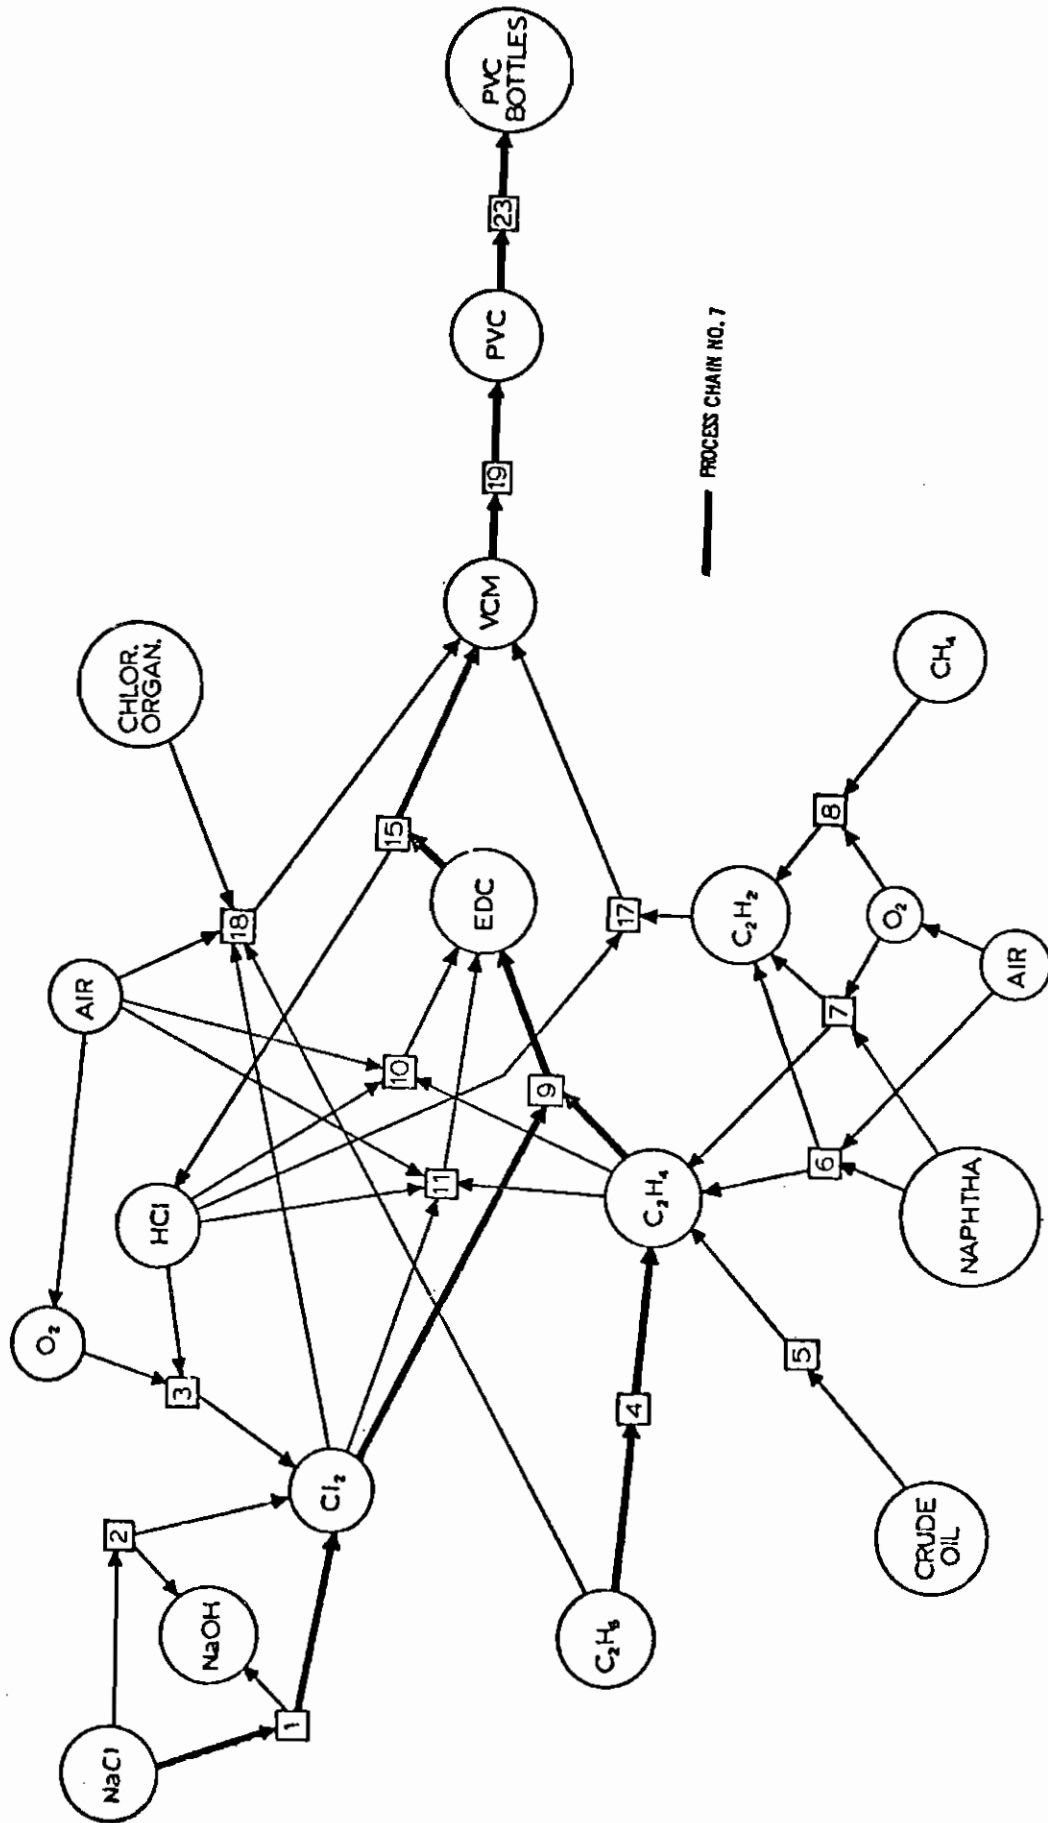 NaCl
2
NaOH
1
O₂
3
HCl
Cl₂
AIR
18
CHLOR.
ORGAN.
10
11
15
EDC
9
VCM
19
PVC
23
PVC
BOTTLES
C₂H₅
4
C₂H₄
17
C₂H₂
5
CRUDE
OIL
6
7
8
O₂
CH₄
NAPHTHA
AIR
PROCESS CHAIN NO. 7